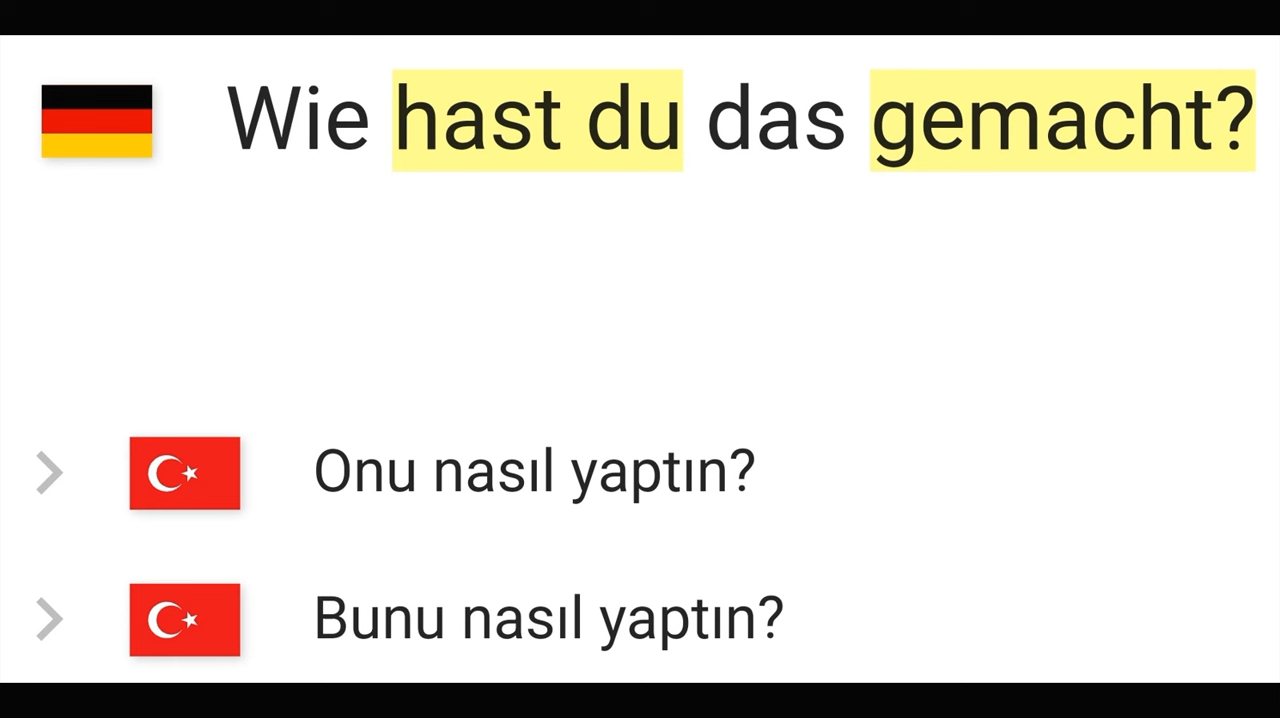 Wie hast du das gemacht?
Onu nasıl yaptın?
Bunu nasıl yaptın?